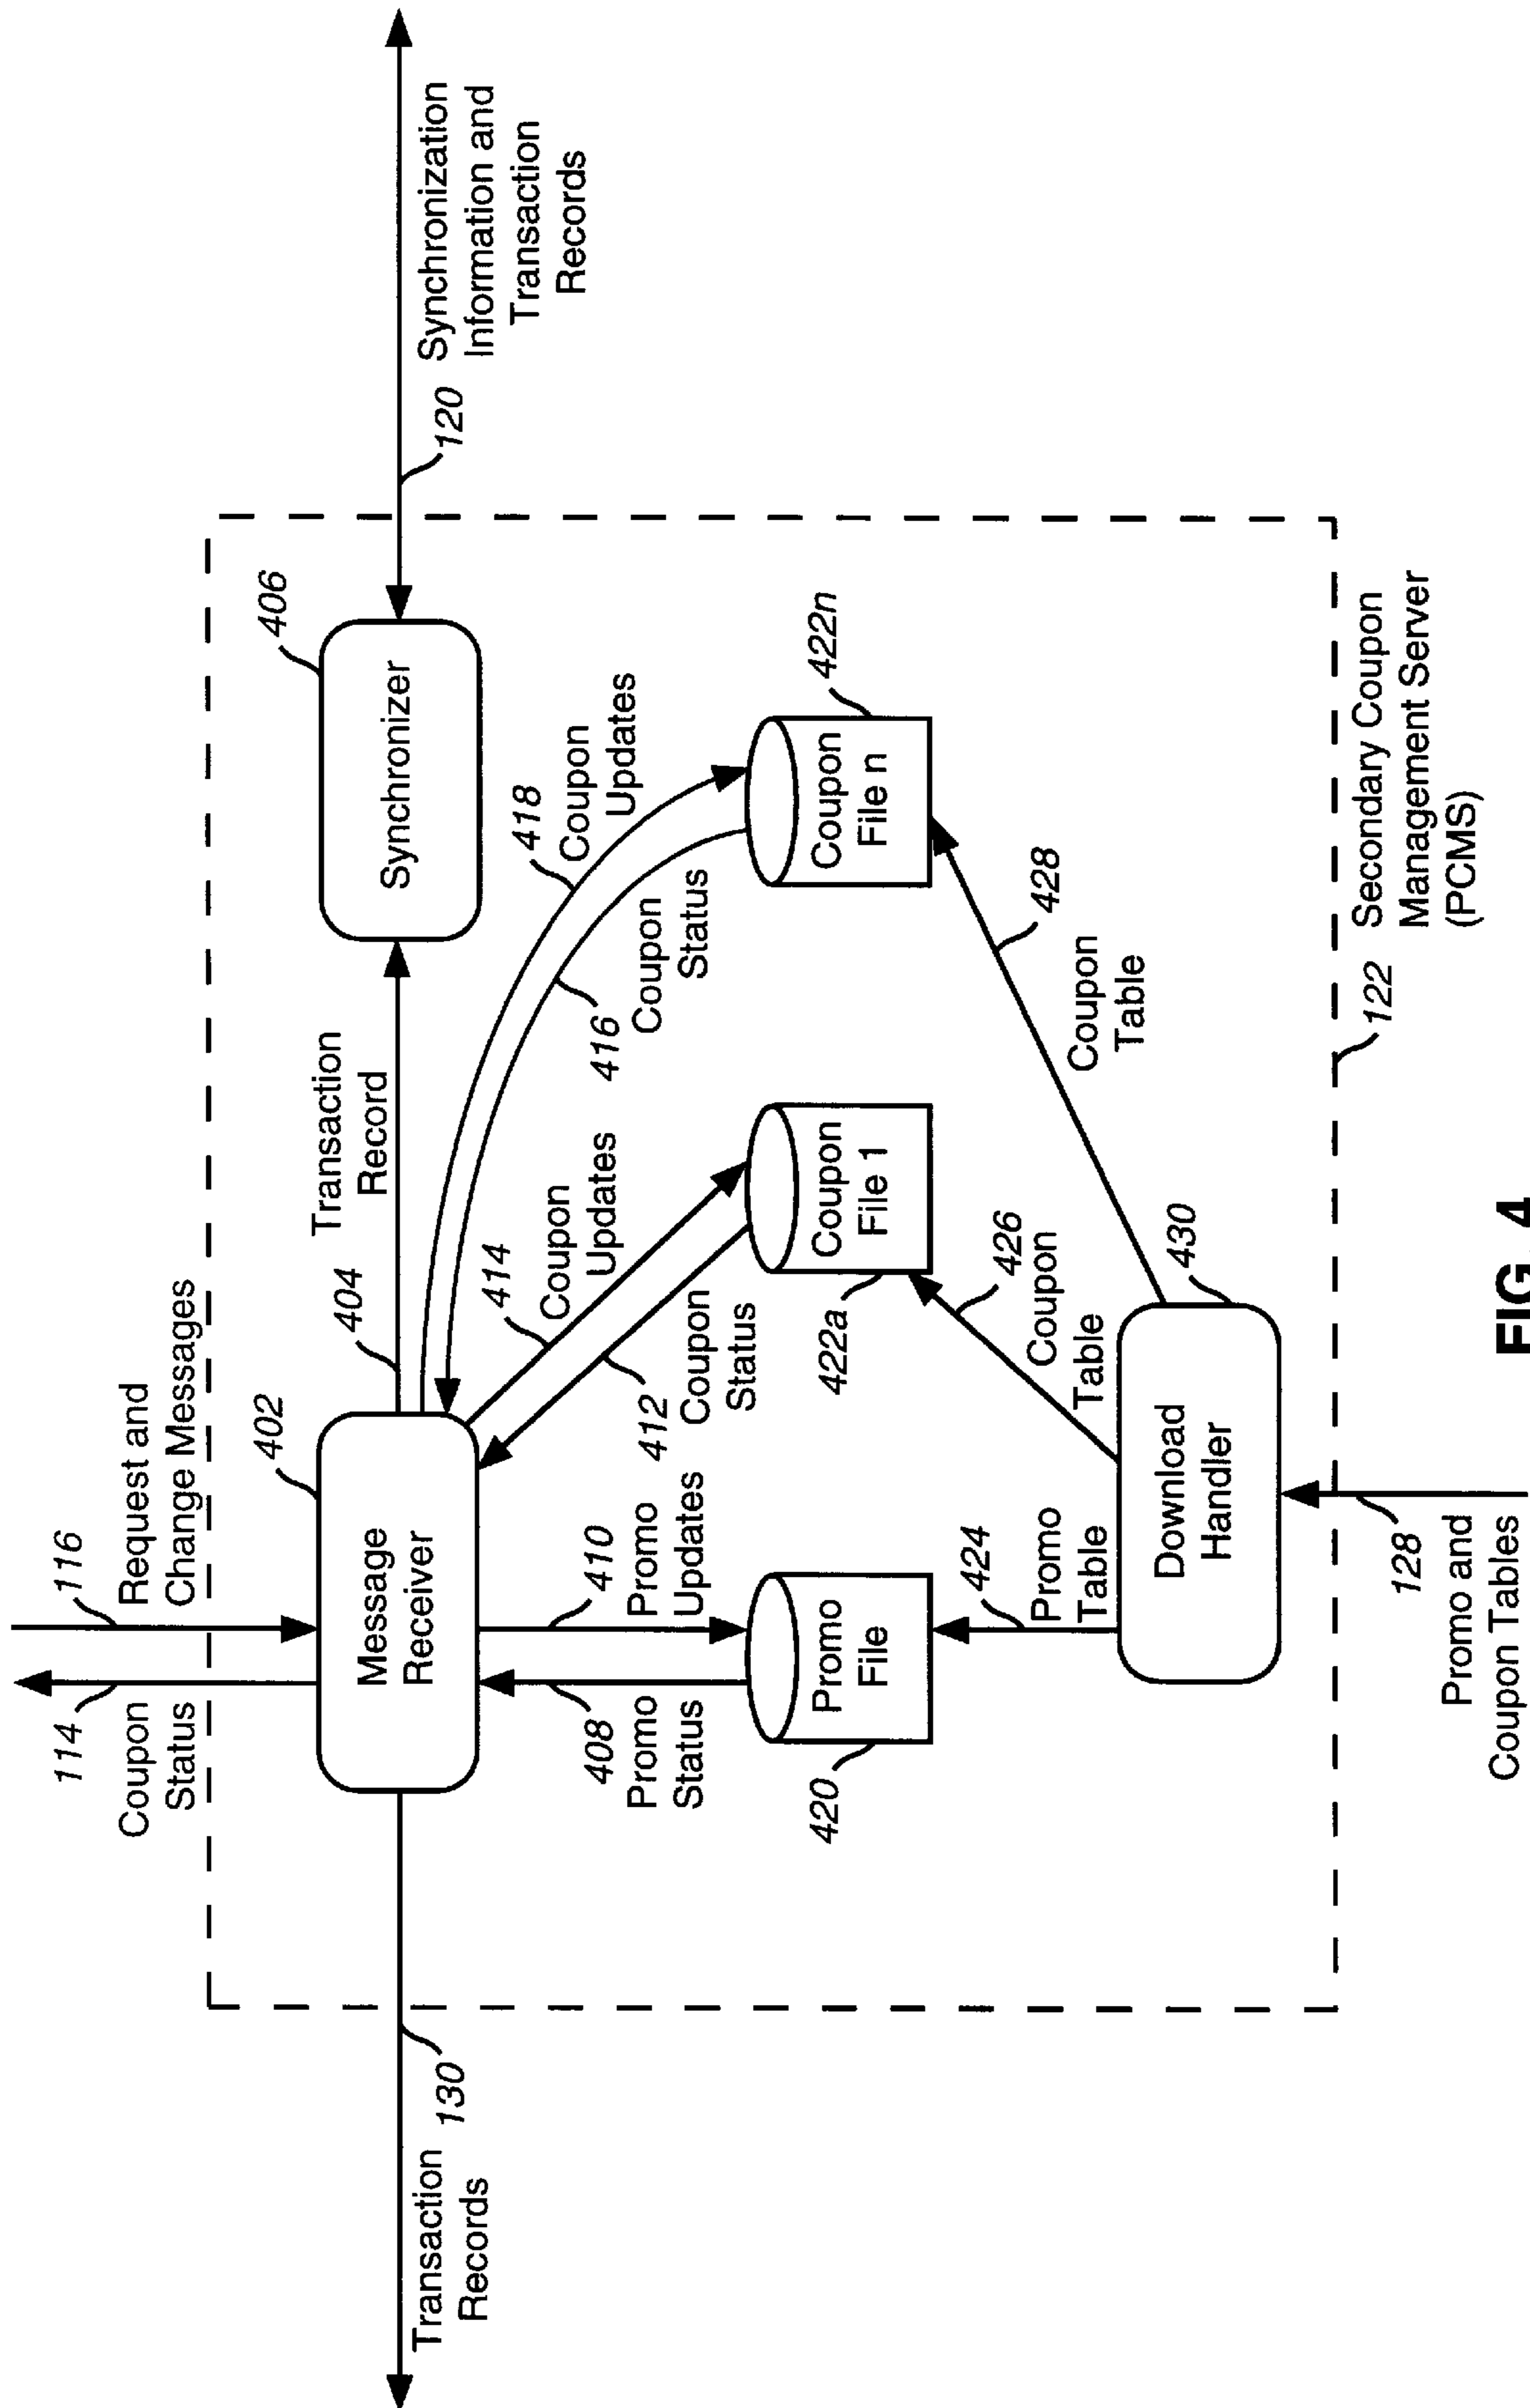 114
Coupon
Status
116
Request and
Change Messages
402
Message
Receiver
404
Transaction
Record
406
Synchronizer
120
Synchronization
Information and
Transaction
Records
130
Transaction
Records
408
Promo
Status
410
Promo
Updates
412
Coupon
Status
414
Coupon
Updates
416
Coupon
Status
418
Coupon
Updates
420
Promo
File
422a
Coupon
File 1
422n
Coupon
File n
424
Promo
Table
426
Coupon
Table
428
Coupon
Table
430
Download
Handler
128
Promo and
Coupon Tables
122
Secondary Coupon
Management Server
(PCMS)
FIG. 4